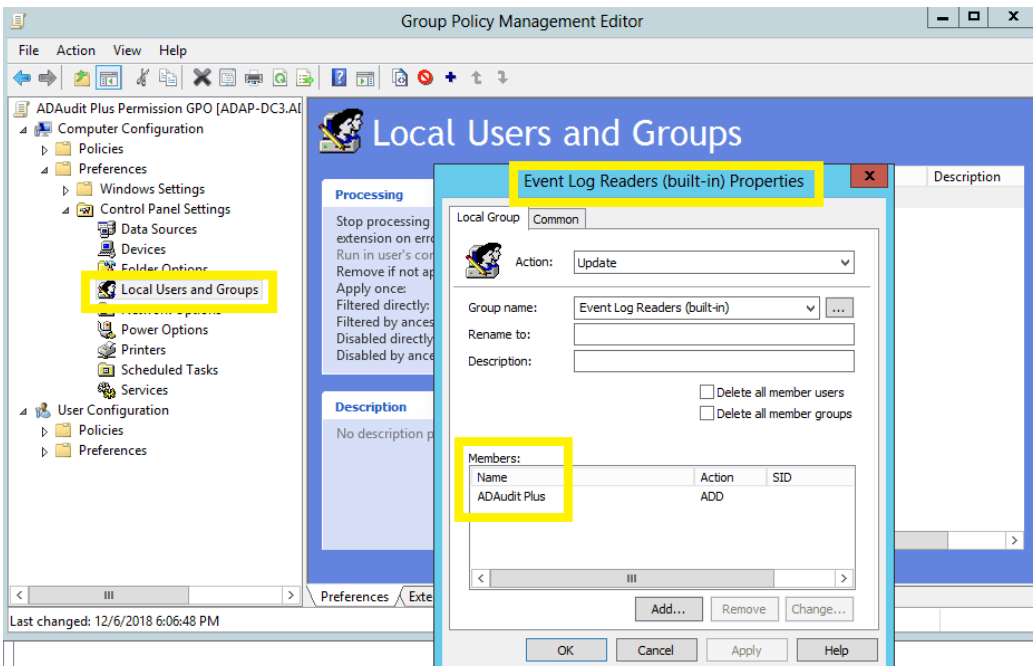 Group Policy Management Editor
File Action View Help
ADAudit Plus Permission GPO [ADAP-DC3.AD
Computer Configuration
Policies
Preferences
Windows Settings
Control Panel Settings
Data Sources
Devices
Folder Options
Local Users and Groups
Network Options
Power Options
Printers
Scheduled Tasks
Services
User Configuration
Policies
Preferences
Last changed: 12/6/2018 6:06:48 PM
Local Users and Groups
Processing
Stop processing
extension on erro
Run in user's con
Remove if not ap
Apply once:
Filtered directly:
Filtered by ances
Disabled directly
Disabled by ance
Description
No description p
Preferences Exte
Description
Event Log Readers (built-in) Properties
x
Local Group Common
Action: Update
Group name: Event Log Readers (built-in) ...
Rename to:
Description:
Delete all member users
Delete all member groups
Members:
Name Action SID
ADAudit Plus ADD
Add... Remove Change...
OK Cancel Apply Help